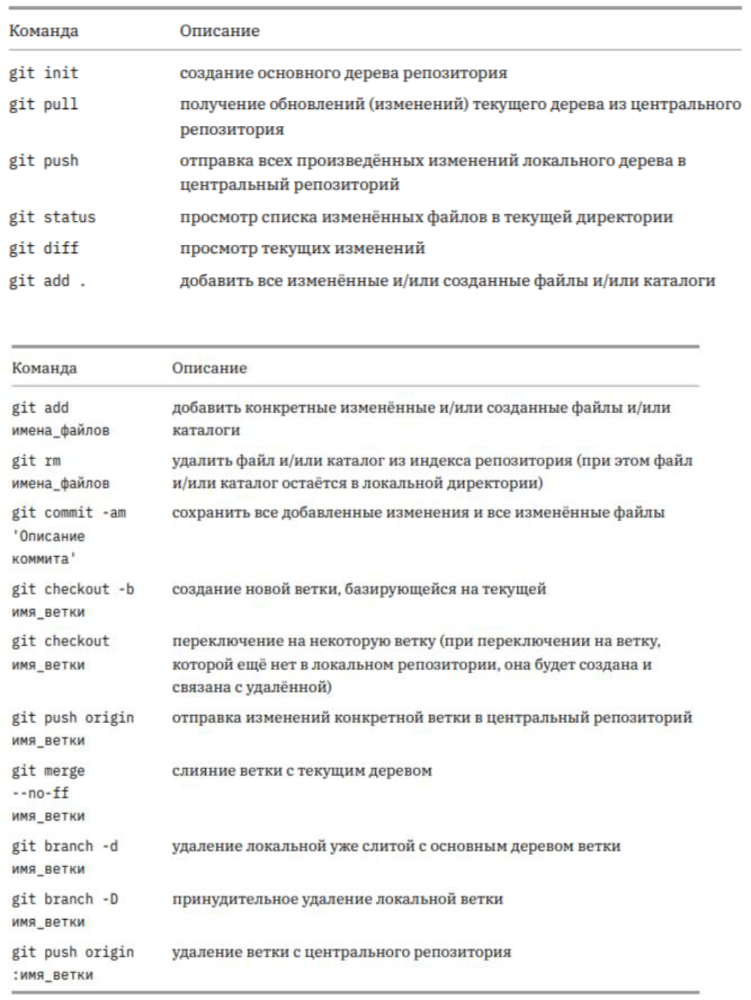 Команда Описание
git init создание основного дерева репозитория
git pull получение обновлений (изменений) текущего дерева из центрального
репозитория
git push отправка всех произведённых изменений локального дерева в
центральный репозиторий
git status просмотр списка изменённых файлов в текущей директории
git diff просмотр текущих изменений
git add . добавить все изменённые и/или созданные файлы и/или каталоги
Команда Описание
git add добавить конкретные изменённые и/или созданные файлы и/или
имена_файлов каталоги
git rm удалить файл и/или каталог из индекса репозитория (при этом файл
имена_файлов и/или каталог остаётся в локальной директории)
git commit -am сохранить все добавленные изменения и все изменённые файлы
'Описание
коммита'
git checkout -b создание новой ветки, базирующейся на текущей
имя_ветки
git checkout переключение на некоторую ветку (при переключении на ветку,
имя_ветки которой ещё нет в локальном репозитории, она будет создана и
связана с удалённой)
git push origin отправка изменений конкретной ветки в центральный репозиторий
имя_ветки
git merge слияние ветки с текущим деревом
--no-ff
имя_ветки
git branch -d удаление локальной уже слитой с основным деревом ветки
имя_ветки
git branch -D принудительное удаление локальной ветки
имя_ветки
git push origin удаление ветки с центрального репозитория
:имя_ветки